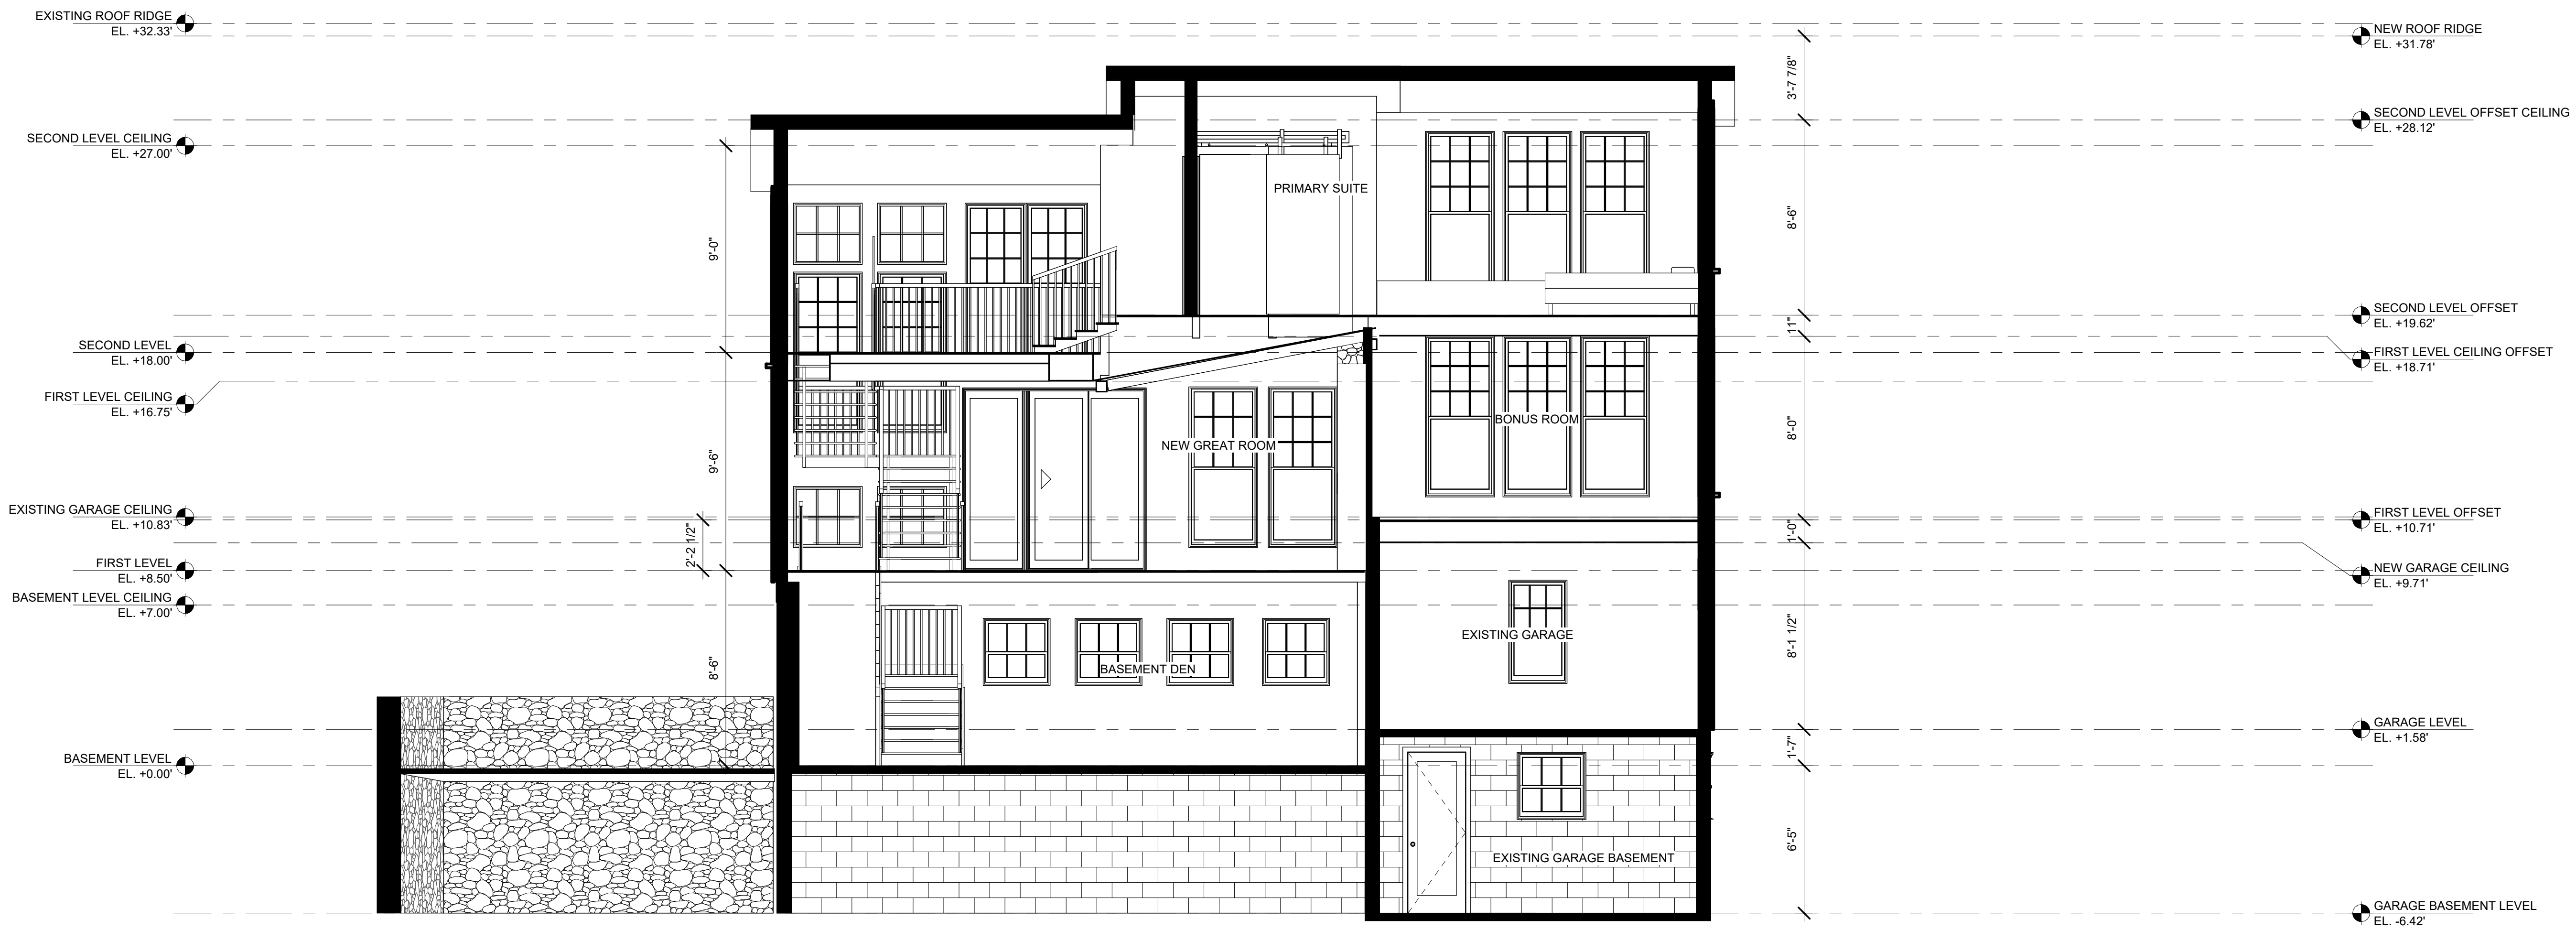 EXISTING ROOF RIDGE
EL. +32.33'
NEW ROOF RIDGE
EL. +31.78'
3'-7 7/8"
SECOND LEVEL OFFSET CEILING
EL. +28.12'
SECOND LEVEL CEILING
EL. +27.00'
PRIMARY SUITE
8'-6"
9'-0"
SECOND LEVEL OFFSET
EL. +19.62'
11"
SECOND LEVEL
EL. +18.00'
FIRST LEVEL CEILING OFFSET
EL. +18.71'
FIRST LEVEL CEILING
EL. +16.75'
BONUS ROOM
8'-0"
NEW GREAT ROOM
9'-6"
EXISTING GARAGE CEILING
EL. +10.83'
FIRST LEVEL OFFSET
EL. +10.71'
2'-2 1/2"
1'-0"
FIRST LEVEL
EL. +8.50'
NEW GARAGE CEILING
EL. +9.71'
BASEMENT LEVEL CEILING
EL. +7.00'
EXISTING GARAGE
8'-1 1/2"
BASEMENT DEN
8'-6"
GARAGE LEVEL
EL. +1.58'
1'-7"
BASEMENT LEVEL
EL. +0.00'
6'-5"
EXISTING GARAGE BASEMENT
GARAGE BASEMENT LEVEL
EL. -6.42'